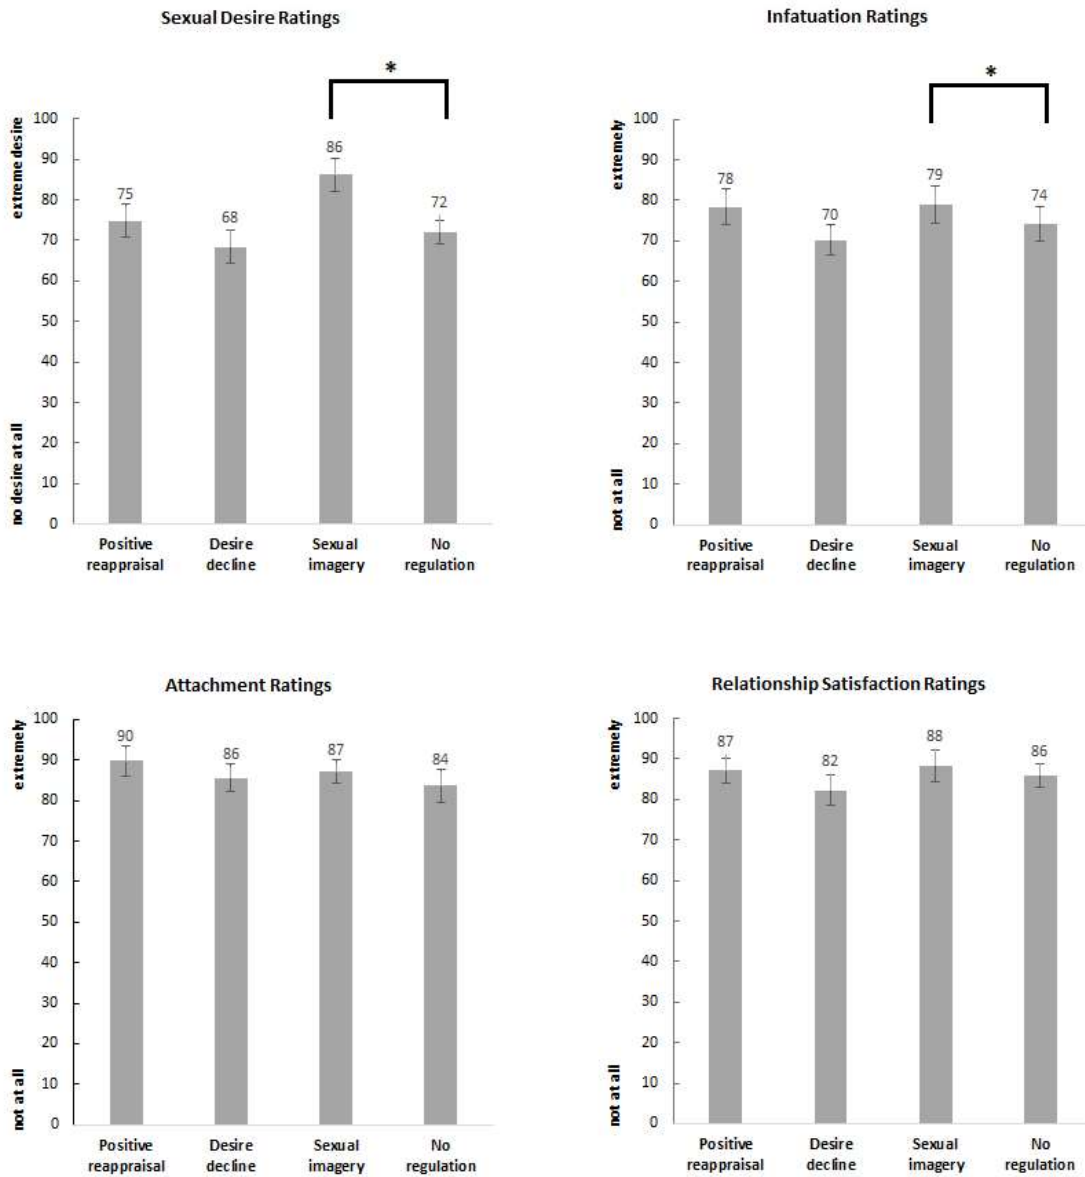 Sexual Desire Ratings
*
extreme desire
no desire at all
100
90
80
70
60
50
40
30
20
10
0
75
68
86
72
Positive reappraisal
Desire decline
Sexual imagery
No regulation
Infatuation Ratings
*
extremely
not at all
100
90
80
70
60
50
40
30
20
10
0
78
70
79
74
Positive reappraisal
Desire decline
Sexual imagery
No regulation
Attachment Ratings
extremely
not at all
100
90
80
70
60
50
40
30
20
10
0
90
86
87
84
Positive reappraisal
Desire decline
Sexual imagery
No regulation
Relationship Satisfaction Ratings
extremely
not at all
100
90
80
70
60
50
40
30
20
10
0
87
82
88
86
Positive reappraisal
Desire decline
Sexual imagery
No regulation